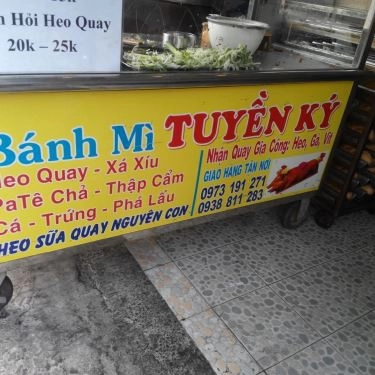 n Hỏi Heo Quay
20k – 25k
Bánh Mì TUYỀN KÝ
Heo Quay - Xá Xíu
PaTê Chả - Thập Cẩm
Cá - Trứng - Phá Lấu
HEO SỮA QUAY NGUYÊN CON
Nhận Quay Gia Công: Heo, Gà, Vịt
GIAO HÀNG TẬN NƠI
0973 191 271
0938 811 283